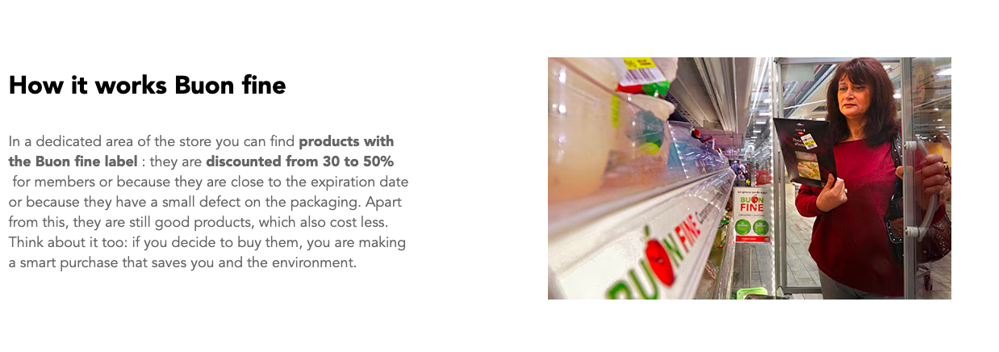 How it works Buon fine
In a dedicated area of the store you can find products with
the Buon fine label : they are discounted from 30 to 50%
for members or because they are close to the expiration date
or because they have a small defect on the packaging. Apart
from this, they are still good products, which also cost less.
Think about it too: if you decide to buy them, you are making
a smart purchase that saves you and the environment.
BUON
FINE
BUON FINE